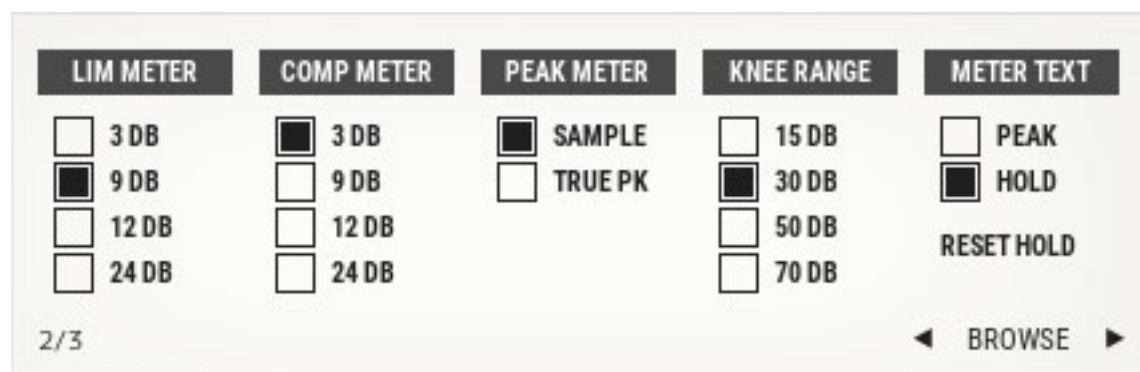 LIM METER
3 DB
9 DB
12 DB
24 DB
COMP METER
3 DB
9 DB
12 DB
24 DB
PEAK METER
SAMPLE
TRUE PK
KNEE RANGE
15 DB
30 DB
50 DB
70 DB
METER TEXT
PEAK
HOLD
RESET HOLD
2/3
BROWSE